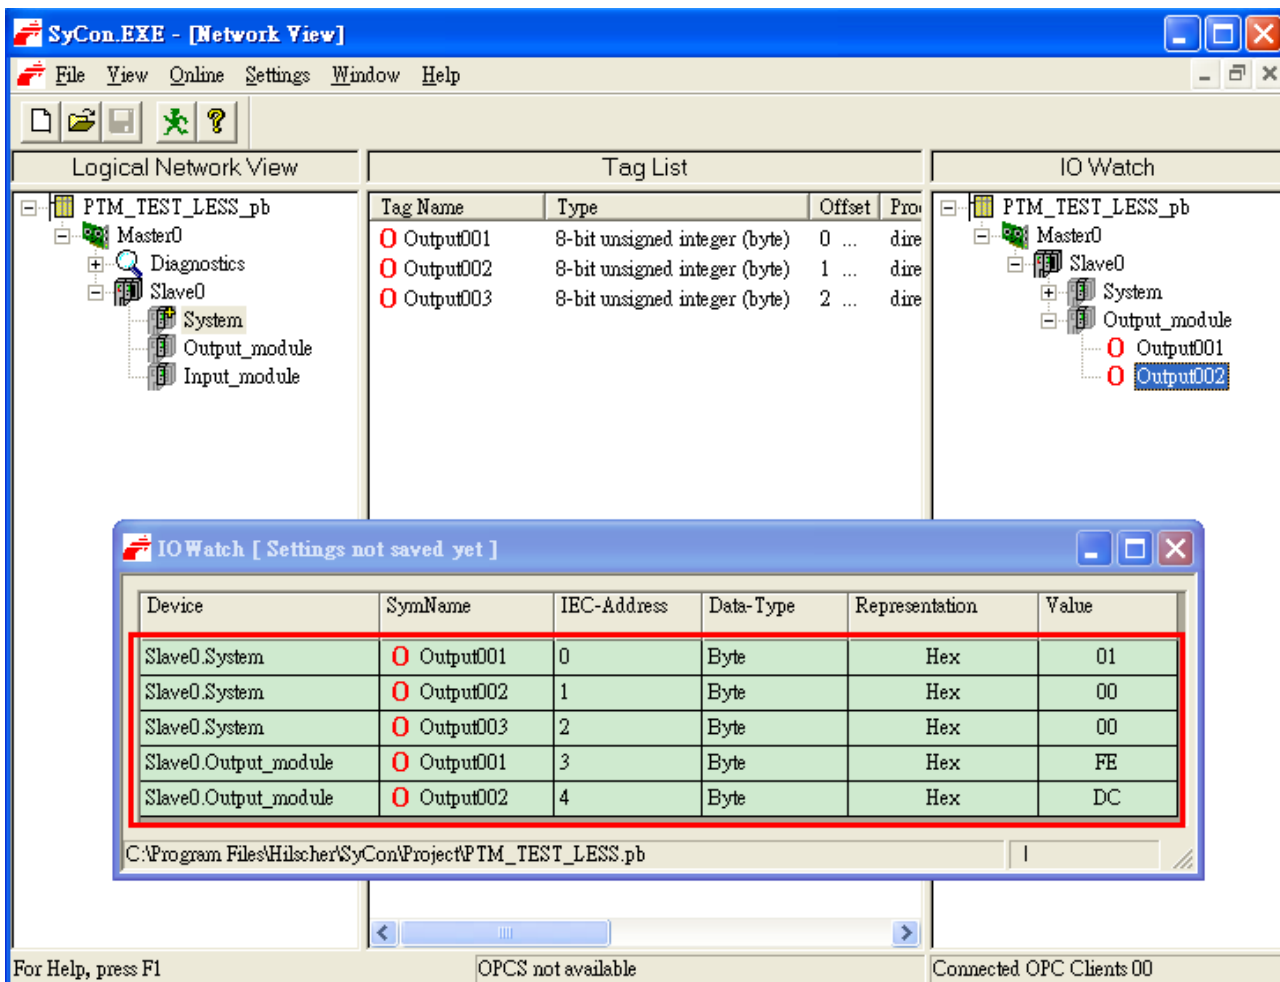 SyCon.EXE - [Network View]
File View Online Settings Window Help
Logical Network View
Tag List
IO Watch
PTM_TEST_LESS_pb
Master0
Diagnostics
Slave0
System
Output_module
Input_module
Tag Name Type Offset Pro
Output001 8-bit unsigned integer (byte) 0 ... dire
Output002 8-bit unsigned integer (byte) 1 ... dire
Output003 8-bit unsigned integer (byte) 2 ... dire
PTM_TEST_LESS_pb
Master0
Slave0
System
Output_module
Output001
Output002
IOWatch [ Settings not saved yet ]
Device SymName IEC-Address Data-Type Representation Value
Slave0.System Output001 0 Byte Hex 01
Slave0.System Output002 1 Byte Hex 00
Slave0.System Output003 2 Byte Hex 00
Slave0.Output_module Output001 3 Byte Hex FE
Slave0.Output_module Output002 4 Byte Hex DC
C:\Program Files\Hilscher\SyCon\Project\PTM_TEST_LESS.pb
For Help, press F1
OPCS not available
Connected OPC Clients 00